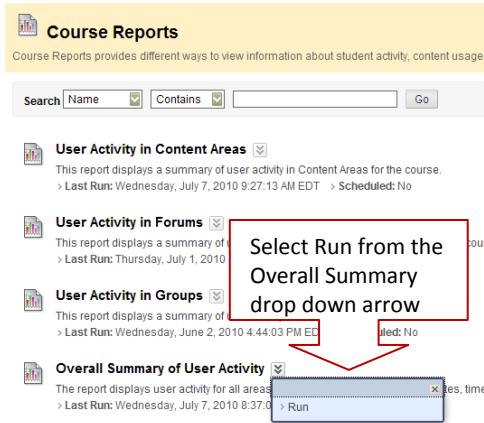 Course Reports
Course Reports provides different ways to view information about student activity, content usage
Search Name Contains Go
User Activity in Content Areas
This report displays a summary of user activity in Content Areas for the course.
> Last Run: Wednesday, July 7, 2010 9:27:13 AM EDT > Scheduled: No
User Activity in Forums
This report displays a summary of
> Last Run: Thursday, July 1, 2010
Select Run from the
Overall Summary
drop down arrow
User Activity in Groups
This report displays a summary of
> Last Run: Wednesday, June 2, 2010 4:44:03 PM ED uled: No
Overall Summary of User Activity
The report displays user activity for all areas tes, time
> Last Run: Wednesday, July 7, 2010 8:37:0
> Run